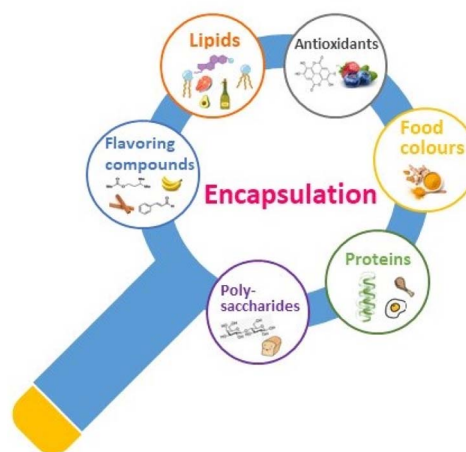 Lipids
Antioxidants
Flavoring
compounds
Food
colours
Encapsulation
Proteins
Poly-
saccharides